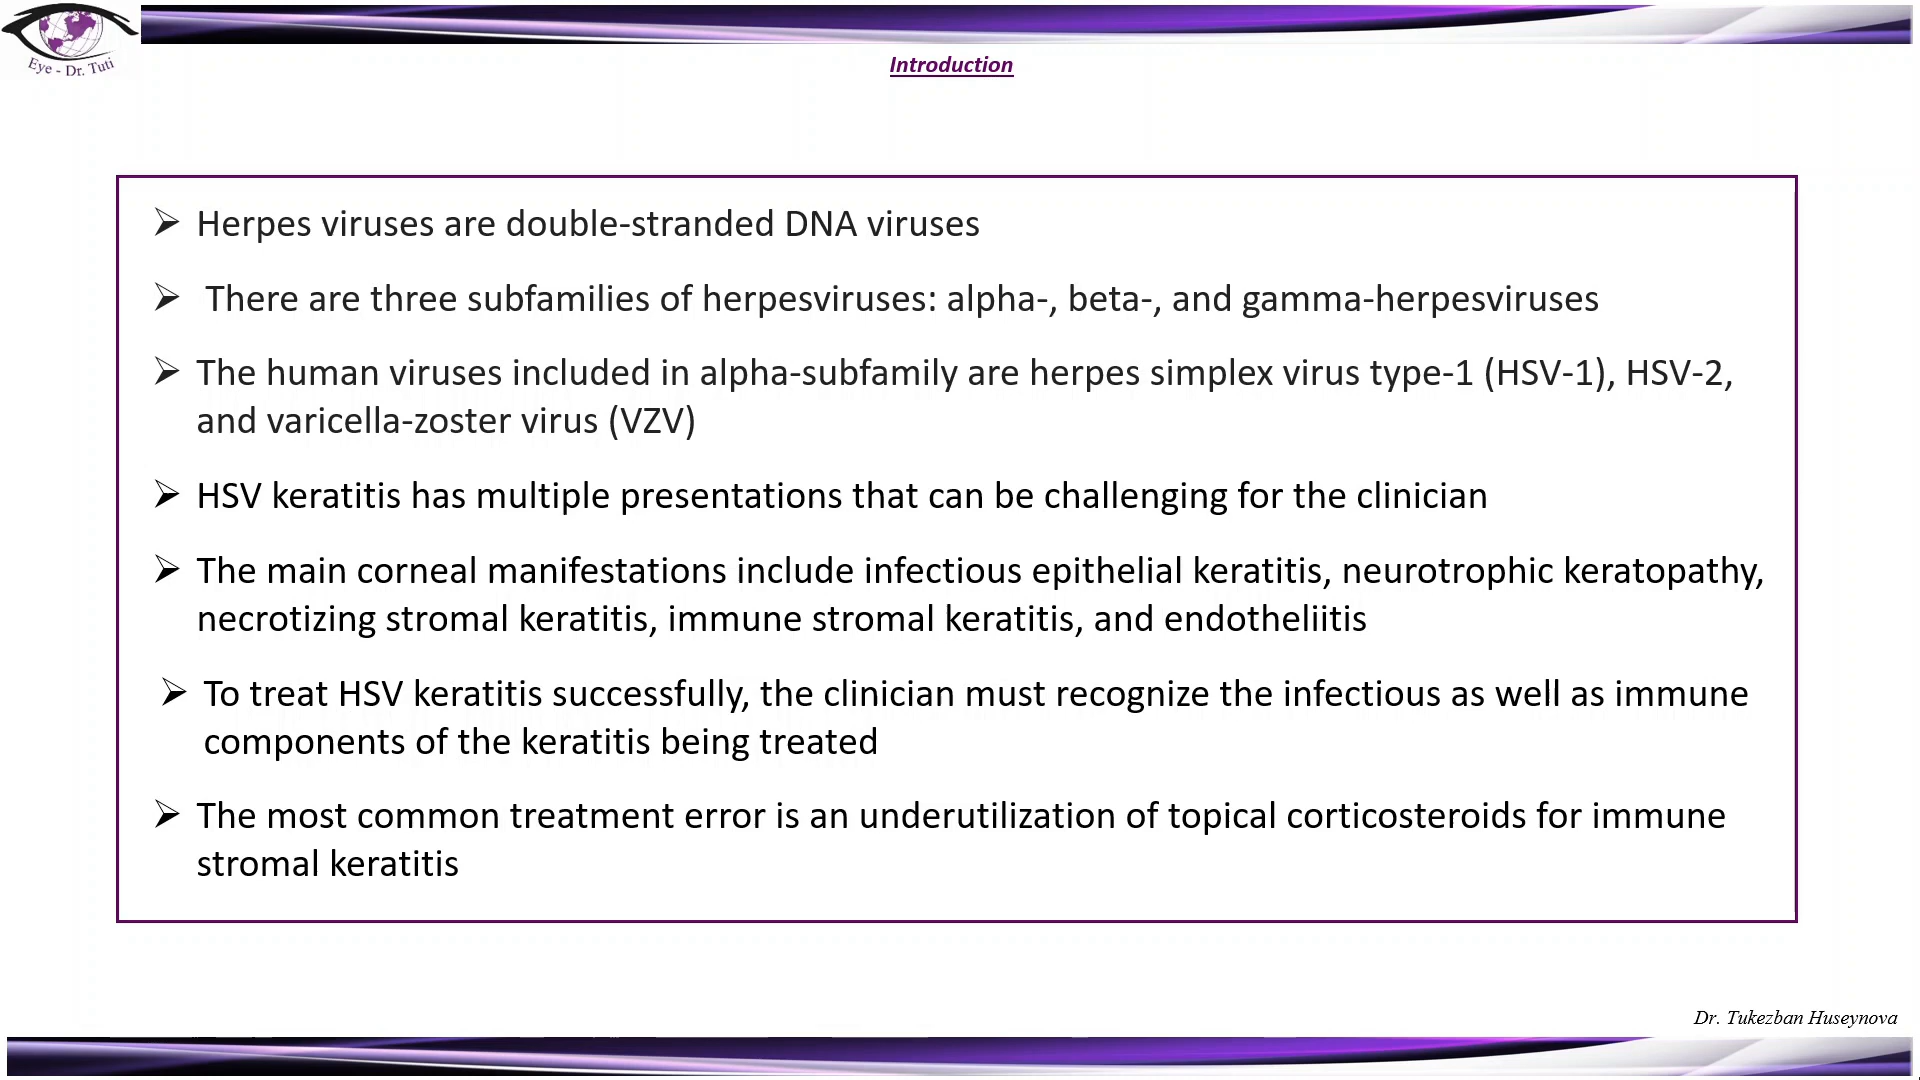 Eye - Dr. Tuti
Introduction
➢ Herpes viruses are double-stranded DNA viruses
➢ There are three subfamilies of herpesviruses: alpha-, beta-, and gamma-herpesviruses
➢ The human viruses included in alpha-subfamily are herpes simplex virus type-1 (HSV-1), HSV-2,
and varicella-zoster virus (VZV)
➢ HSV keratitis has multiple presentations that can be challenging for the clinician
➢ The main corneal manifestations include infectious epithelial keratitis, neurotrophic keratopathy,
necrotizing stromal keratitis, immune stromal keratitis, and endotheliitis
➢ To treat HSV keratitis successfully, the clinician must recognize the infectious as well as immune
components of the keratitis being treated
➢ The most common treatment error is an underutilization of topical corticosteroids for immune
stromal keratitis
Dr. Tukezban Huseynova